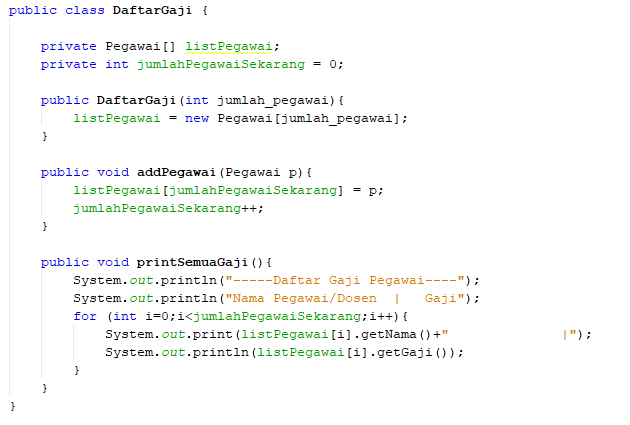 public class DaftarGaji {
private Pegawai[] listPegawai;
private int jumlahPegawaiSekarang = 0;
public DaftarGaji(int jumlah_pegawai){
listPegawai = new Pegawai[jumlah_pegawai];
}
public void addPegawai(Pegawai p){
listPegawai[jumlahPegawaiSekarang] = p;
jumlahPegawaiSekarang++;
}
public void printSemuaGaji(){
System.out.println("-----Daftar Gaji Pegawai----");
System.out.println("Nama Pegawai/Dosen  |   Gaji");
for (int i=0;i<jumlahPegawaiSekarang;i++){
System.out.print(listPegawai[i].getNama()+"              |");
System.out.println(listPegawai[i].getGaji());
}
}
}